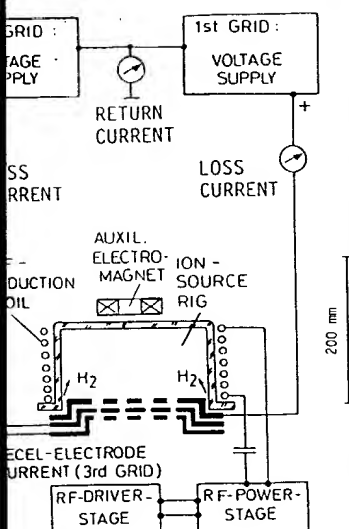 GRID :
TAGE
PPLY
1st GRID :
VOLTAGE
SUPPLY
+
RETURN
CURRENT
SS
RRENT
LOSS
CURRENT
AUXIL.
ELECTRO-
MAGNET
ION -
SOURCE
RIG
F -
DUCTION
OIL
200 mm
H2
H2
ECEL-ELECTRODE
URRENT (3rd GRID)
RF-DRIVER-
STAGE
RF-POWER-
STAGE